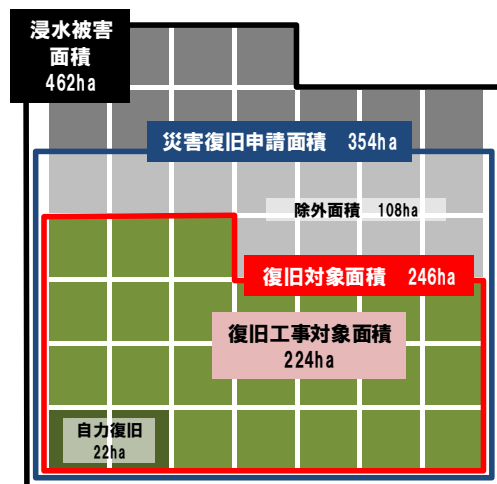 浸水被害
面積
462ha
災害復旧申請面積　354ha
除外面積　108ha
復旧対象面積　246ha
復旧工事対象面積
224ha
自力復旧
22ha